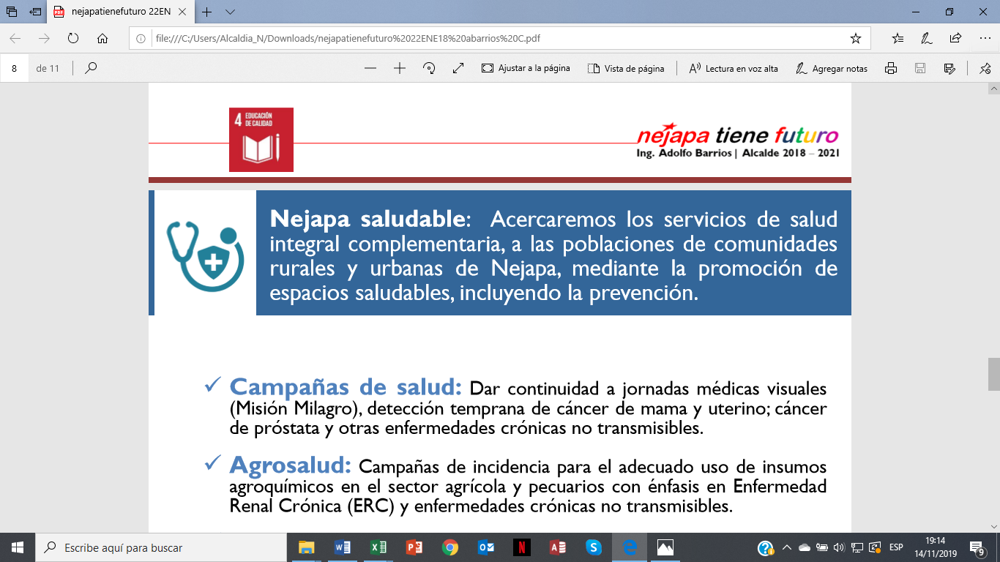 nejapatienefuturo 22EN
file:///C:/Users/Alcaldia_N/Downloads/nejapatienefuturo%2022ENE18%20abarrios%20C.pdf
8 de 11 Ajustar a la página Vista de página Lectura en voz alta Agregar notas
4 EDUCACIÓN
DE CALIDAD
nejapa tiene futuro
Ing. Adolfo Barrios | Alcalde 2018 – 2021
Nejapa saludable: Acercaremos los servicios de salud
integral complementaria, a las poblaciones de comunidades
rurales y urbanas de Nejapa, mediante la promoción de
espacios saludables, incluyendo la prevención.
✓ Campañas de salud: Dar continuidad a jornadas médicas visuales
(Misión Milagro), detección temprana de cáncer de mama y uterino; cáncer
de próstata y otras enfermedades crónicas no transmisibles.
✓ Agrosalud: Campañas de incidencia para el adecuado uso de insumos
agroquímicos en el sector agrícola y pecuarios con énfasis en Enfermedad
Renal Crónica (ERC) y enfermedades crónicas no transmisibles.
Escribe aquí para buscar
ESP
19:14
14/11/2019
9